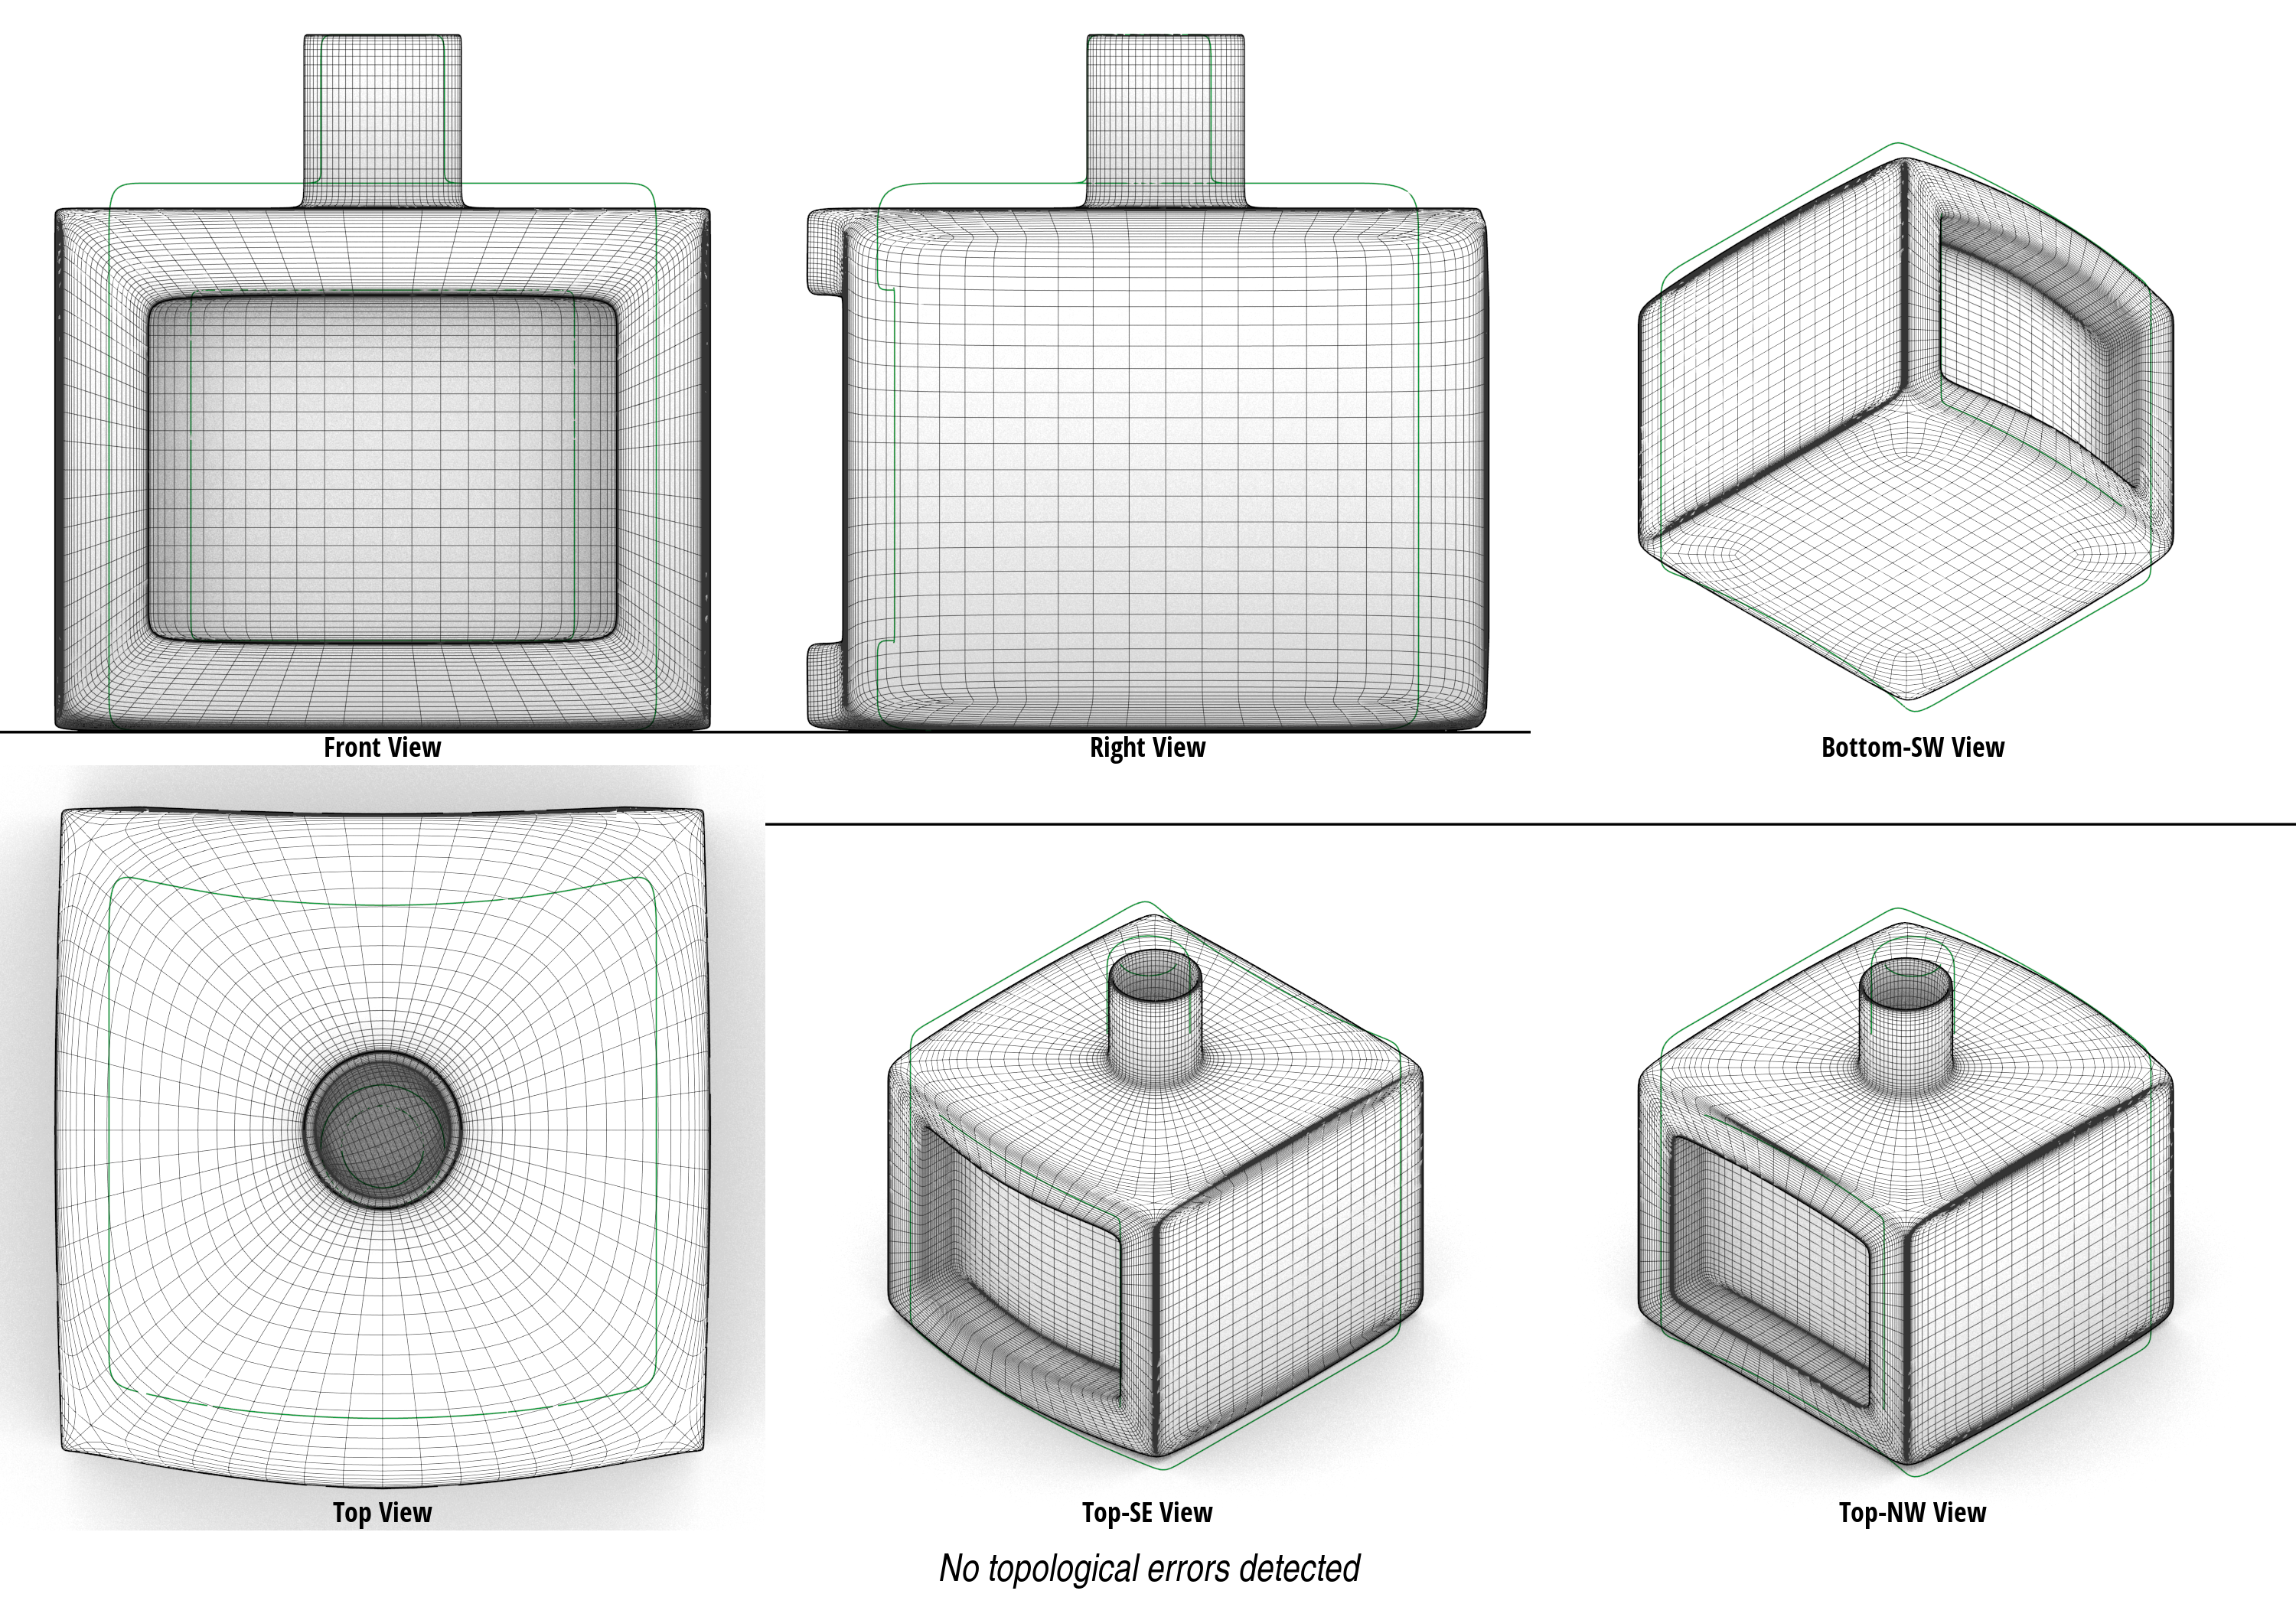 Front View
Right View
Bottom-SW View
Top View
Top-SE View
Top-NW View
No topological errors detected